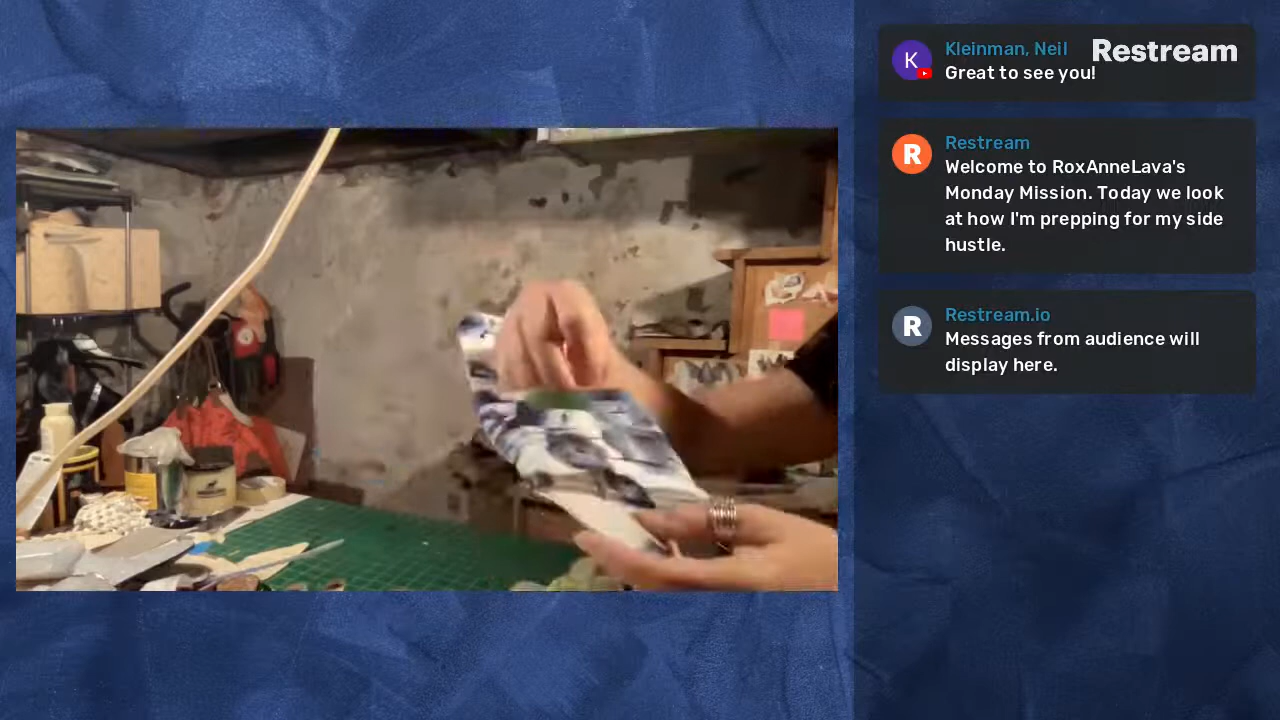 Kleinman, Neil
Great to see you!
Restream
K
R
Restream
Welcome to RoxAnneLava's
Monday Mission. Today we look
at how I'm prepping for my side
hustle.
R
Restream.io
Messages from audience will
display here.